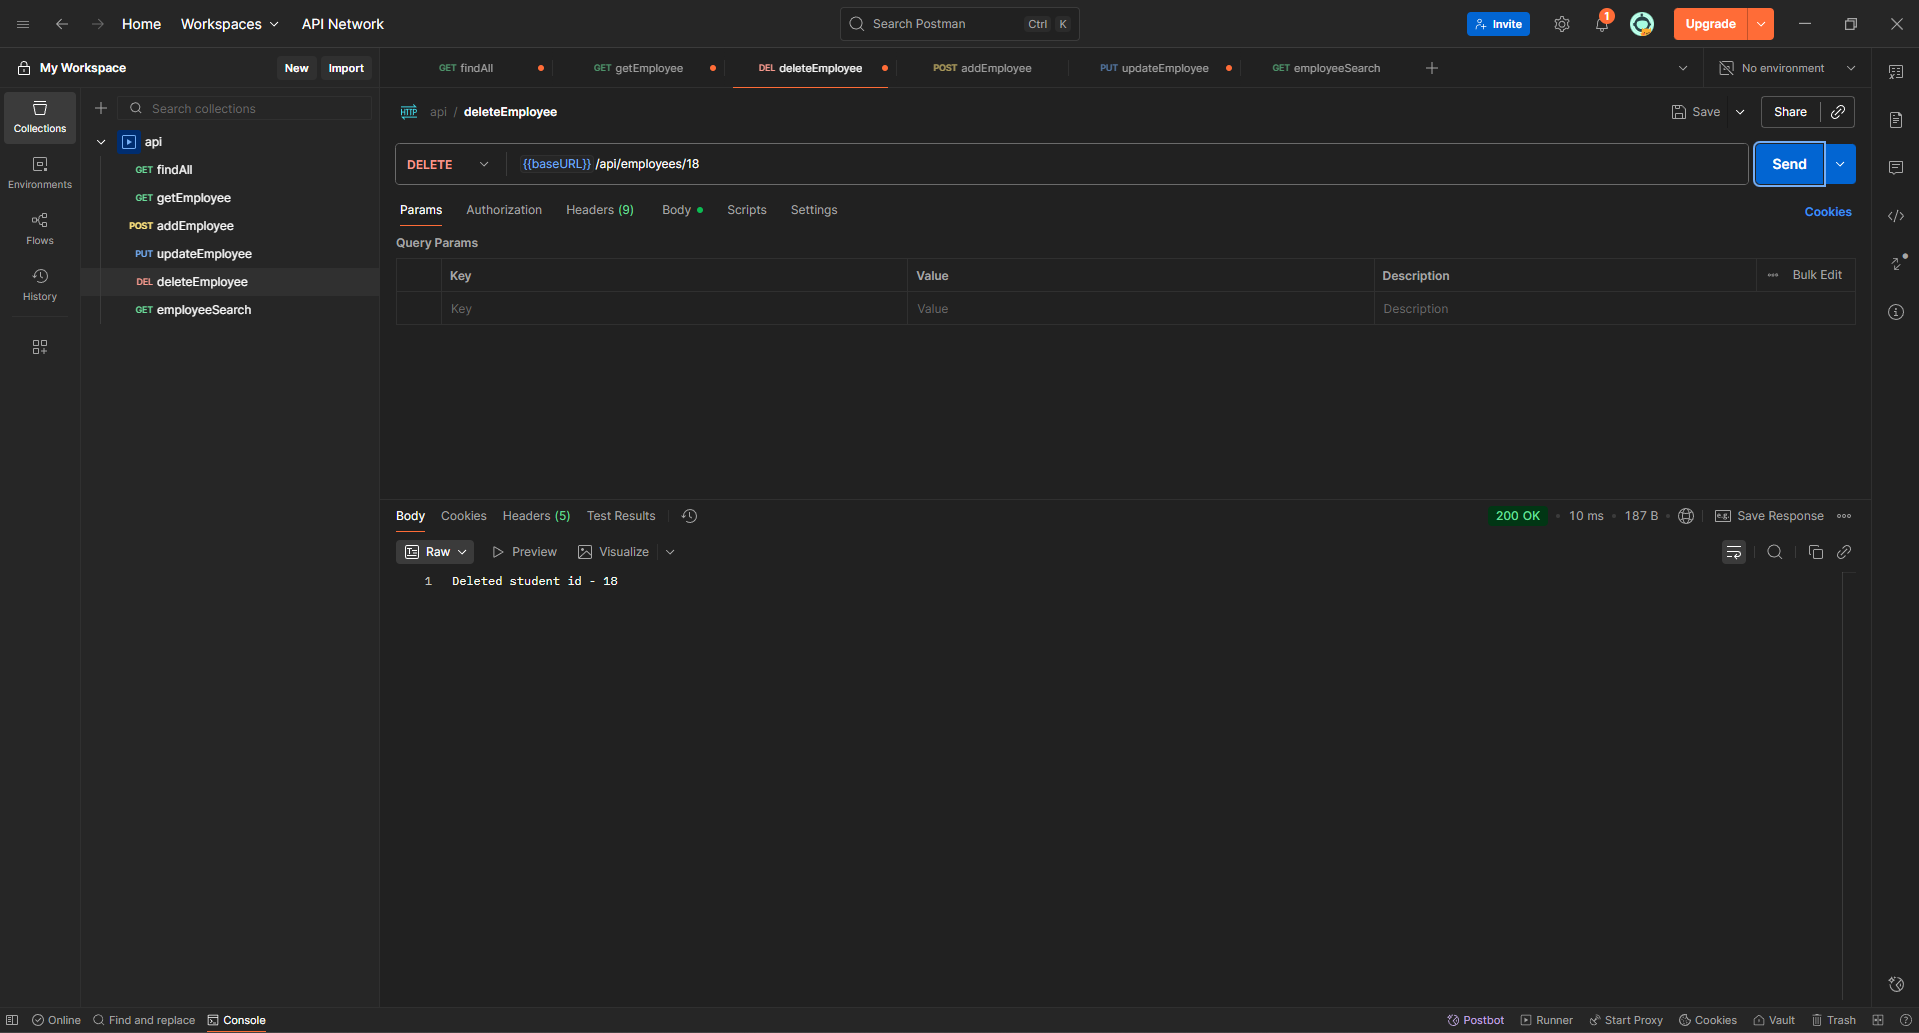 Home Workspaces API Network Search Postman Ctrl K Invite 1 Upgrade
My Workspace New Import
GET findAll GET getEmployee DEL deleteEmployee POST addEmployee PUT updateEmployee GET employeeSearch No environment
Collections
Environments
Flows
History
Search collections
api
GET findAll
GET getEmployee
POST addEmployee
PUT updateEmployee
DEL deleteEmployee
GET employeeSearch
HTTP api / deleteEmployee Save Share
DELETE {{baseURL}} /api/employees/18 Send
Params Authorization Headers (9) Body Scripts Settings Cookies
Query Params
Key Value Description Bulk Edit
Key Value Description
Body Cookies Headers (5) Test Results 200 OK 10 ms 187 B e.g. Save Response
Raw Preview Visualize
1 Deleted student id - 18
Online Find and replace Console Postbot Runner Start Proxy Cookies Vault Trash